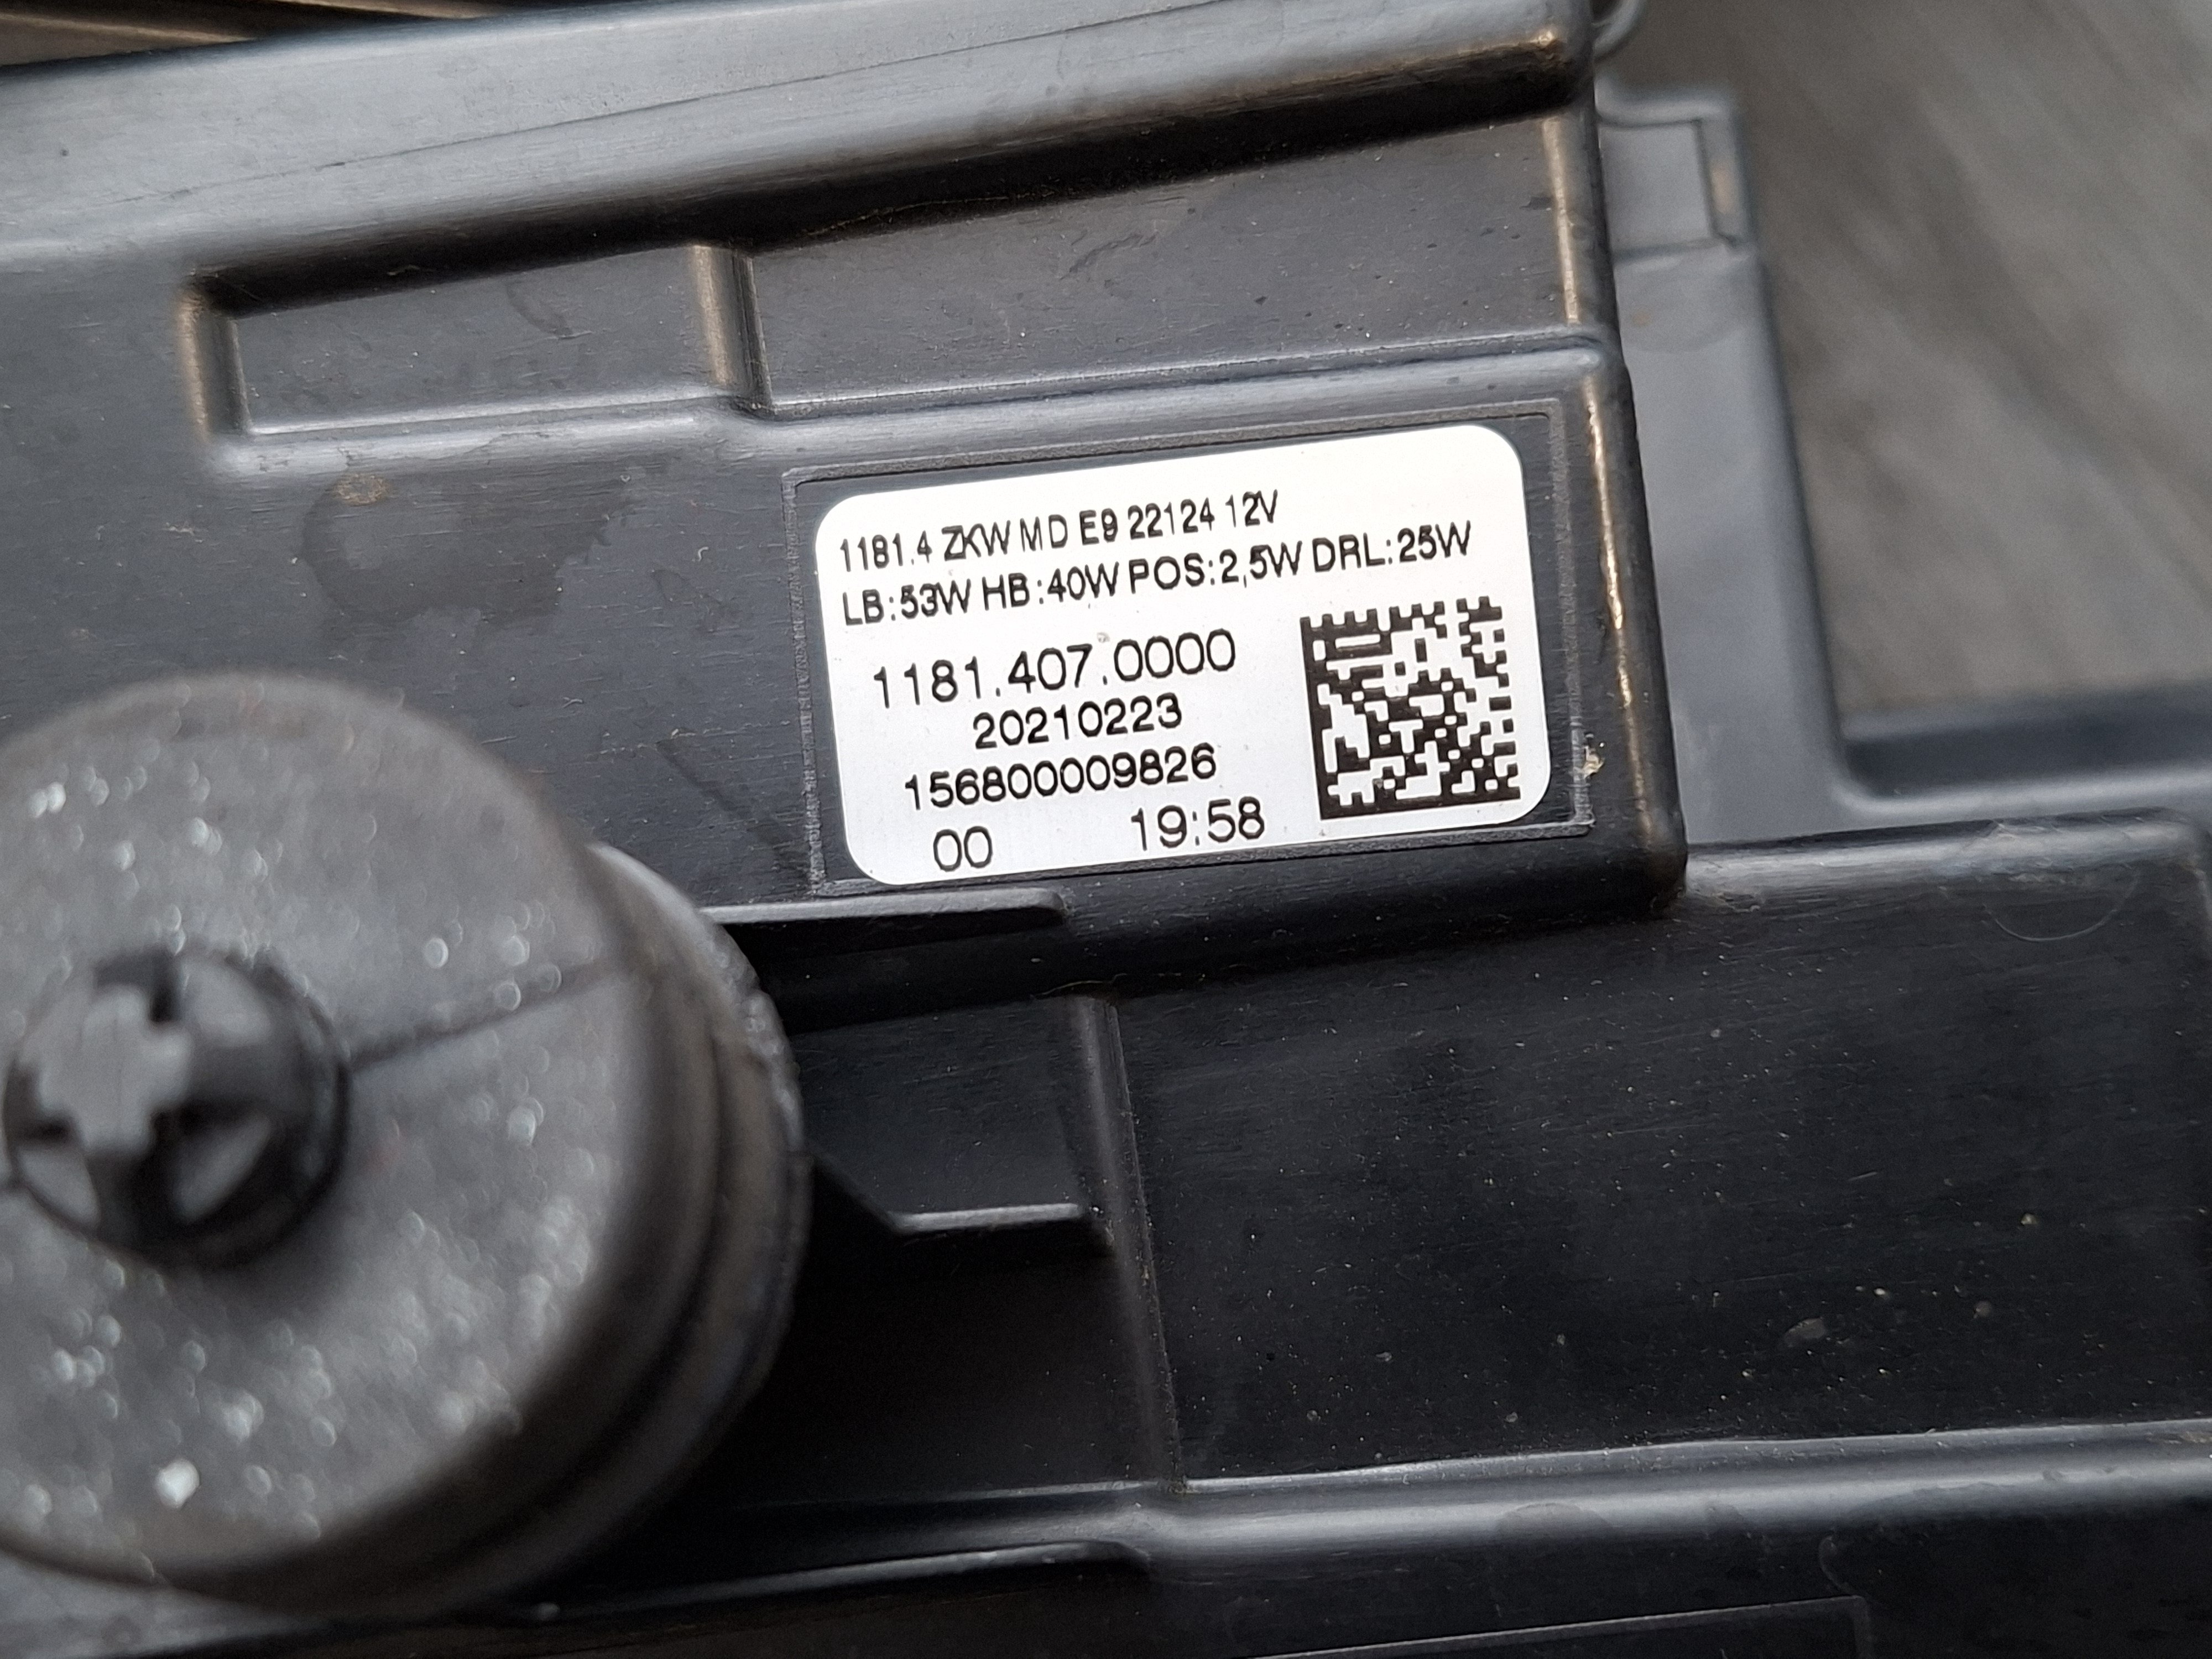 1181.4 ZKW MD E9 22124 12V
LB:53W HB:40W POS:2,5W DRL:25W
1181.407.0000
20210223
156800009826
00 19:58